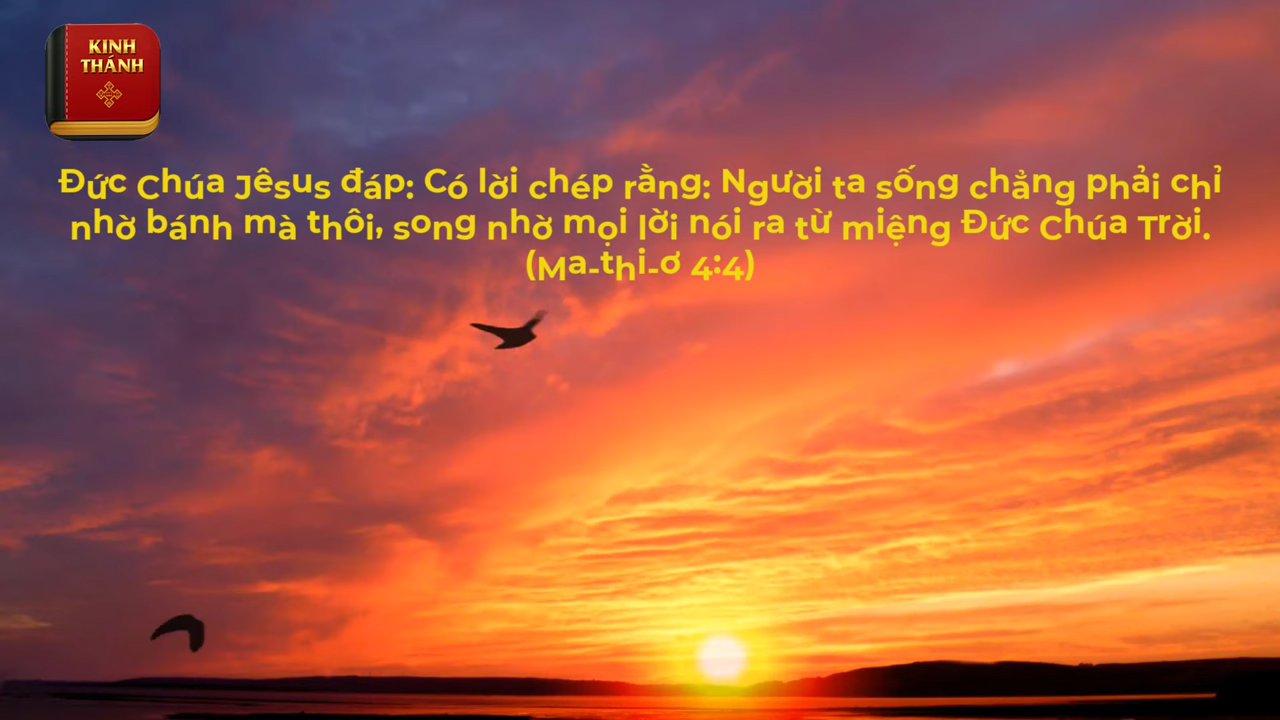 KINH
THÁNH
Đức Chúa Jêsus đáp: Có lời chép rằng: Người ta sống chẳng phải chỉ
nhờ bánh mà thôi, song nhờ mọi lời nói ra từ miệng Đức Chúa Trời.
(Ma-thi-ơ 4:4)